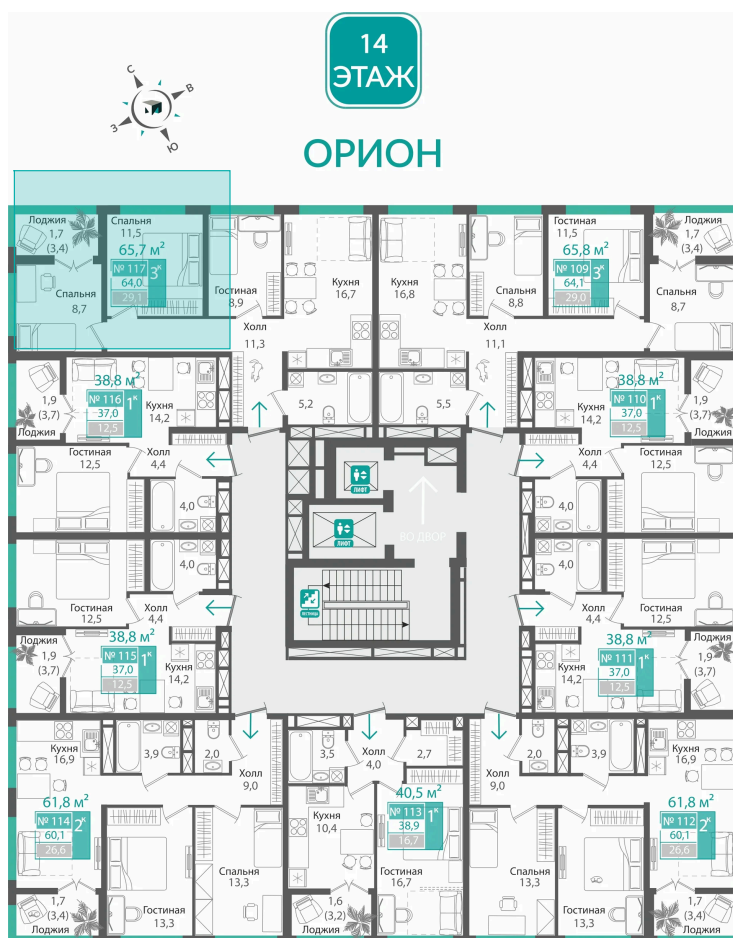 14
ЭТАЖ
С
В
З
Ю
ОРИОН
Лоджия
1,7
(3,4)
Спальня
11,5
65,7 м²
№ 117
3к
64,0
29,1
Спальня
8,7
Гостиная
8,9
Кухня
16,7
Холл
11,3
5,2
Кухня
16,8
Спальня
8,8
Холл
11,1
5,5
Гостиная
11,5
65,8 м²
№ 109
3к
64,1
29,0
Лоджия
1,7
(3,4)
Спальня
8,7
38,8 м²
№ 116
1к
37,0
12,5
1,9
(3,7)
Лоджия
Кухня
14,2
Гостиная
12,5
Холл
4,4
4,0
38,8 м²
№ 110
1к
37,0
12,5
Кухня
14,2
1,9
(3,7)
Лоджия
Холл
4,4
Гостиная
12,5
4,0
ЛИФТ
ЛИФТ
ВО ДВОР
ЛЕСТНИЦА
4,0
Гостиная
12,5
Холл
4,4
Лоджия
1,9
(3,7)
38,8 м²
№ 115
1к
37,0
12,5
Кухня
14,2
4,0
Холл
4,4
Гостиная
12,5
Кухня
14,2
38,8 м²
№ 111
1к
37,0
12,5
Лоджия
1,9
(3,7)
Кухня
16,9
3,9
2,0
Холл
9,0
61,8 м²
№ 114
2к
60,1
26,6
1,7
(3,4)
Лоджия
Гостиная
13,3
Спальня
13,3
3,5
Холл
4,0
2,7
Кухня
10,4
40,5 м²
№ 113
1к
38,9
16,7
Гостиная
16,7
1,6
(3,2)
Лоджия
2,0
3,9
Холл
9,0
Кухня
16,9
61,8 м²
№ 112
2к
60,1
26,6
Спальня
13,3
Гостиная
13,3
1,7
(3,4)
Лоджия